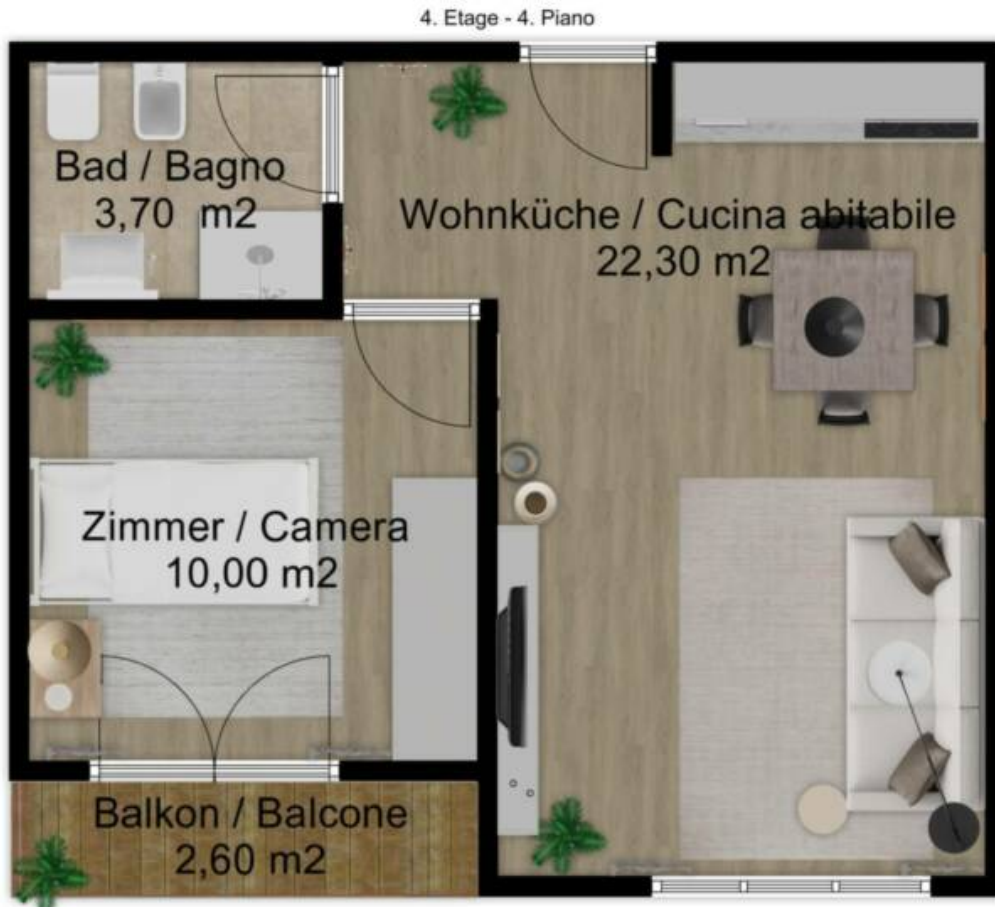 4. Etage - 4. Piano
Bad / Bagno
3,70 m2
Wohnküche / Cucina abitabile
22,30 m2
Zimmer / Camera
10,00 m2
Balkon / Balcone
2,60 m2